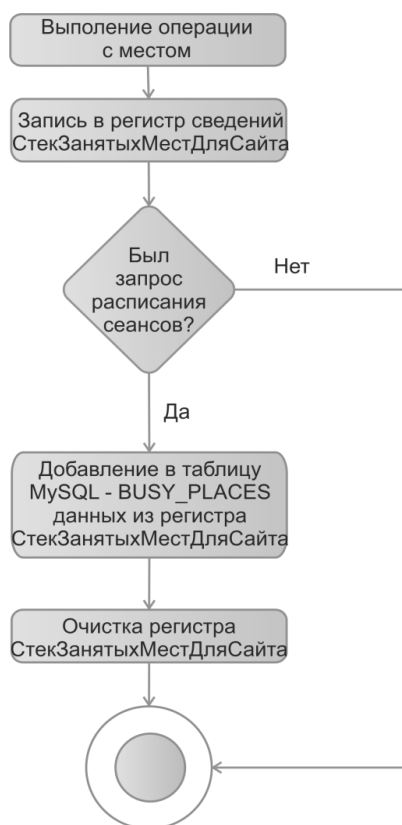 Выполение операции
с местом
Запись в регистр сведений
СтекЗанятыхМестДляСайта
Был
запрос
расписания
сеансов?
Нет
Да
Добавление в таблицу
MySQL - BUSY_PLACES
данных из регистра
СтекЗанятыхМестДляСайта
Очистка регистра
СтекЗанятыхМестДляСайта